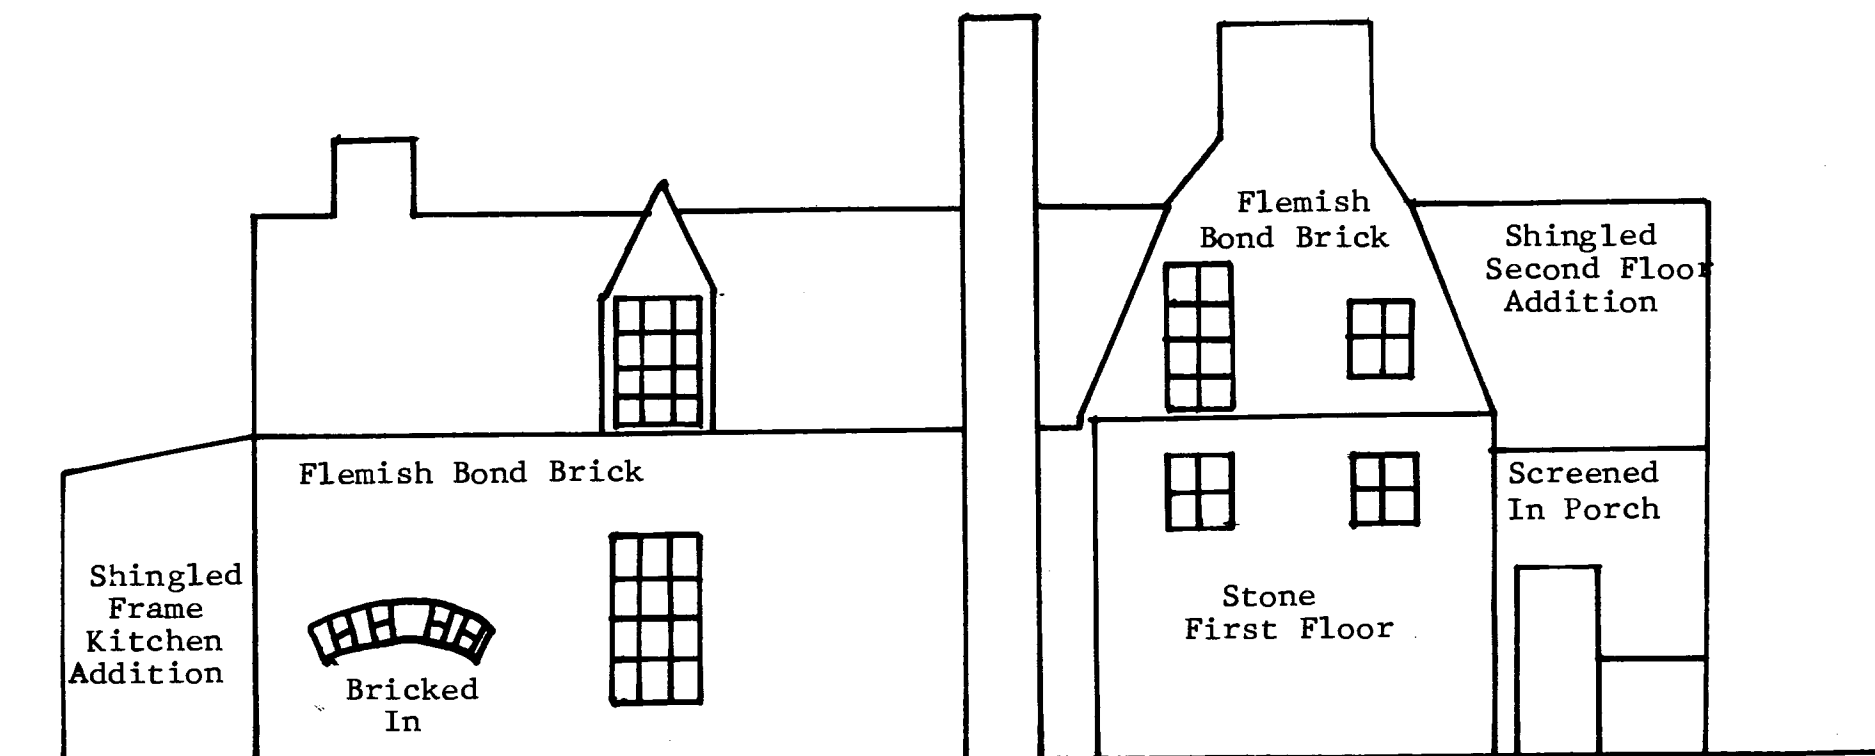 Flemish
Bond Brick
Shingled
Second Floor
Addition
Flemish Bond Brick
Screened
In Porch
Shingled
Frame
Kitchen
Addition
Stone
First Floor
Bricked
In